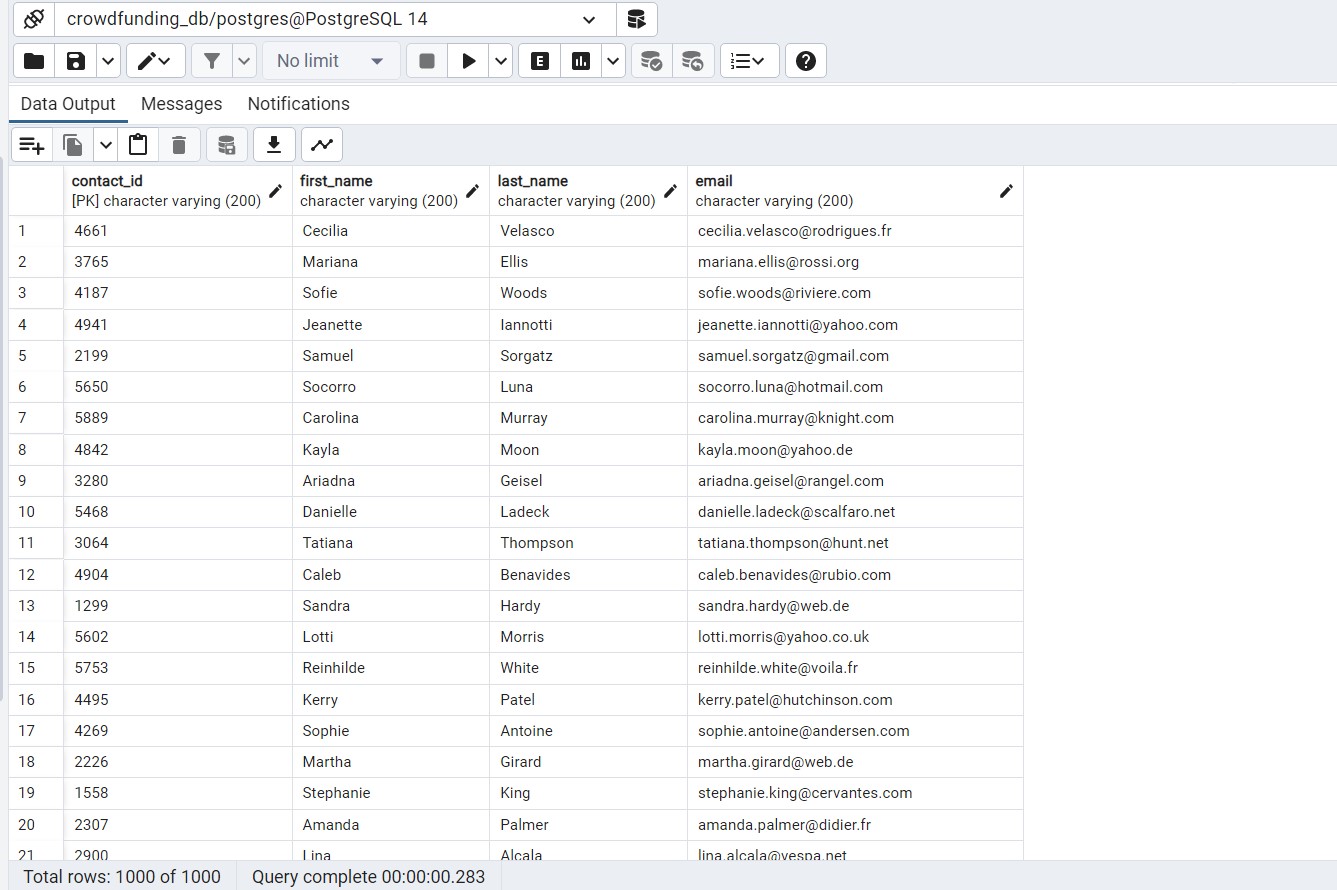 crowdfunding_db/postgres@PostgreSQL 14
No limit
E
Data Output Messages Notifications
contact_id first_name last_name email
[PK] character varying (200) character varying (200) character varying (200) character varying (200)
1 4661 Cecilia Velasco cecilia.velasco@rodrigues.fr
2 3765 Mariana Ellis mariana.ellis@rossi.org
3 4187 Sofie Woods sofie.woods@riviere.com
4 4941 Jeanette Iannotti jeanette.iannotti@yahoo.com
5 2199 Samuel Sorgatz samuel.sorgatz@gmail.com
6 5650 Socorro Luna socorro.luna@hotmail.com
7 5889 Carolina Murray carolina.murray@knight.com
8 4842 Kayla Moon kayla.moon@yahoo.de
9 3280 Ariadna Geisel ariadna.geisel@rangel.com
10 5468 Danielle Ladeck danielle.ladeck@scalfaro.net
11 3064 Tatiana Thompson tatiana.thompson@hunt.net
12 4904 Caleb Benavides caleb.benavides@rubio.com
13 1299 Sandra Hardy sandra.hardy@web.de
14 5602 Lotti Morris lotti.morris@yahoo.co.uk
15 5753 Reinhilde White reinhilde.white@voila.fr
16 4495 Kerry Patel kerry.patel@hutchinson.com
17 4269 Sophie Antoine sophie.antoine@andersen.com
18 2226 Martha Girard martha.girard@web.de
19 1558 Stephanie King stephanie.king@cervantes.com
20 2307 Amanda Palmer amanda.palmer@didier.fr
21 2900 Lina Alcala lina.alcala@vespa.net
Total rows: 1000 of 1000 Query complete 00:00:00.283